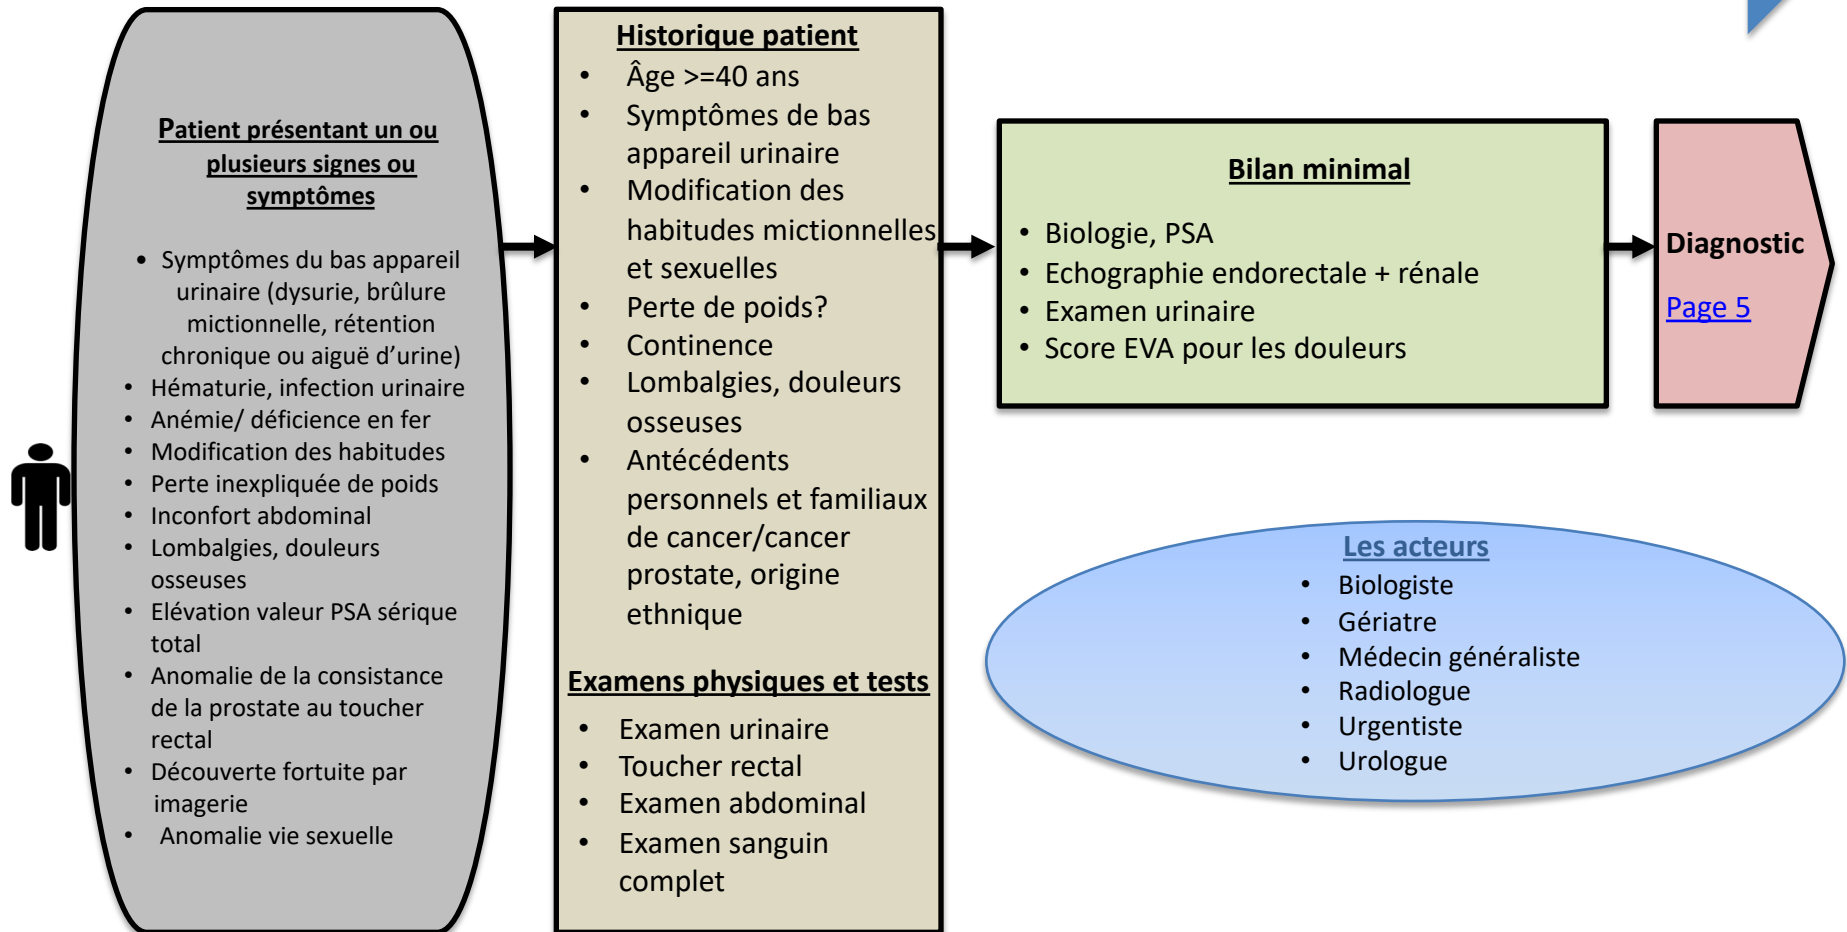 Patient présentant un ou
plusieurs signes ou
symptômes
• Symptômes du bas appareil
urinaire (dysurie, brûlure
mictionnelle, rétention
chronique ou aiguë d’urine)
• Hématurie, infection urinaire
• Anémie/ déficience en fer
• Modification des habitudes
• Perte inexpliquée de poids
• Inconfort abdominal
• Lombalgies, douleurs
osseuses
• Elévation valeur PSA sérique
total
• Anomalie de la consistance
de la prostate au toucher
rectal
• Découverte fortuite par
imagerie
• Anomalie vie sexuelle
Historique patient
• Âge >=40 ans
• Symptômes de bas
appareil urinaire
• Modification des
habitudes mictionnelles
et sexuelles
• Perte de poids?
• Continence
• Lombalgies, douleurs
osseuses
• Antécédents
personnels et familiaux
de cancer/cancer
prostate, origine
ethnique
Examens physiques et tests
• Examen urinaire
• Toucher rectal
• Examen abdominal
• Examen sanguin
complet
Bilan minimal
• Biologie, PSA
• Echographie endorectale + rénale
• Examen urinaire
• Score EVA pour les douleurs
Diagnostic
Page 5
Les acteurs
• Biologiste
• Gériatre
• Médecin généraliste
• Radiologue
• Urgentiste
• Urologue